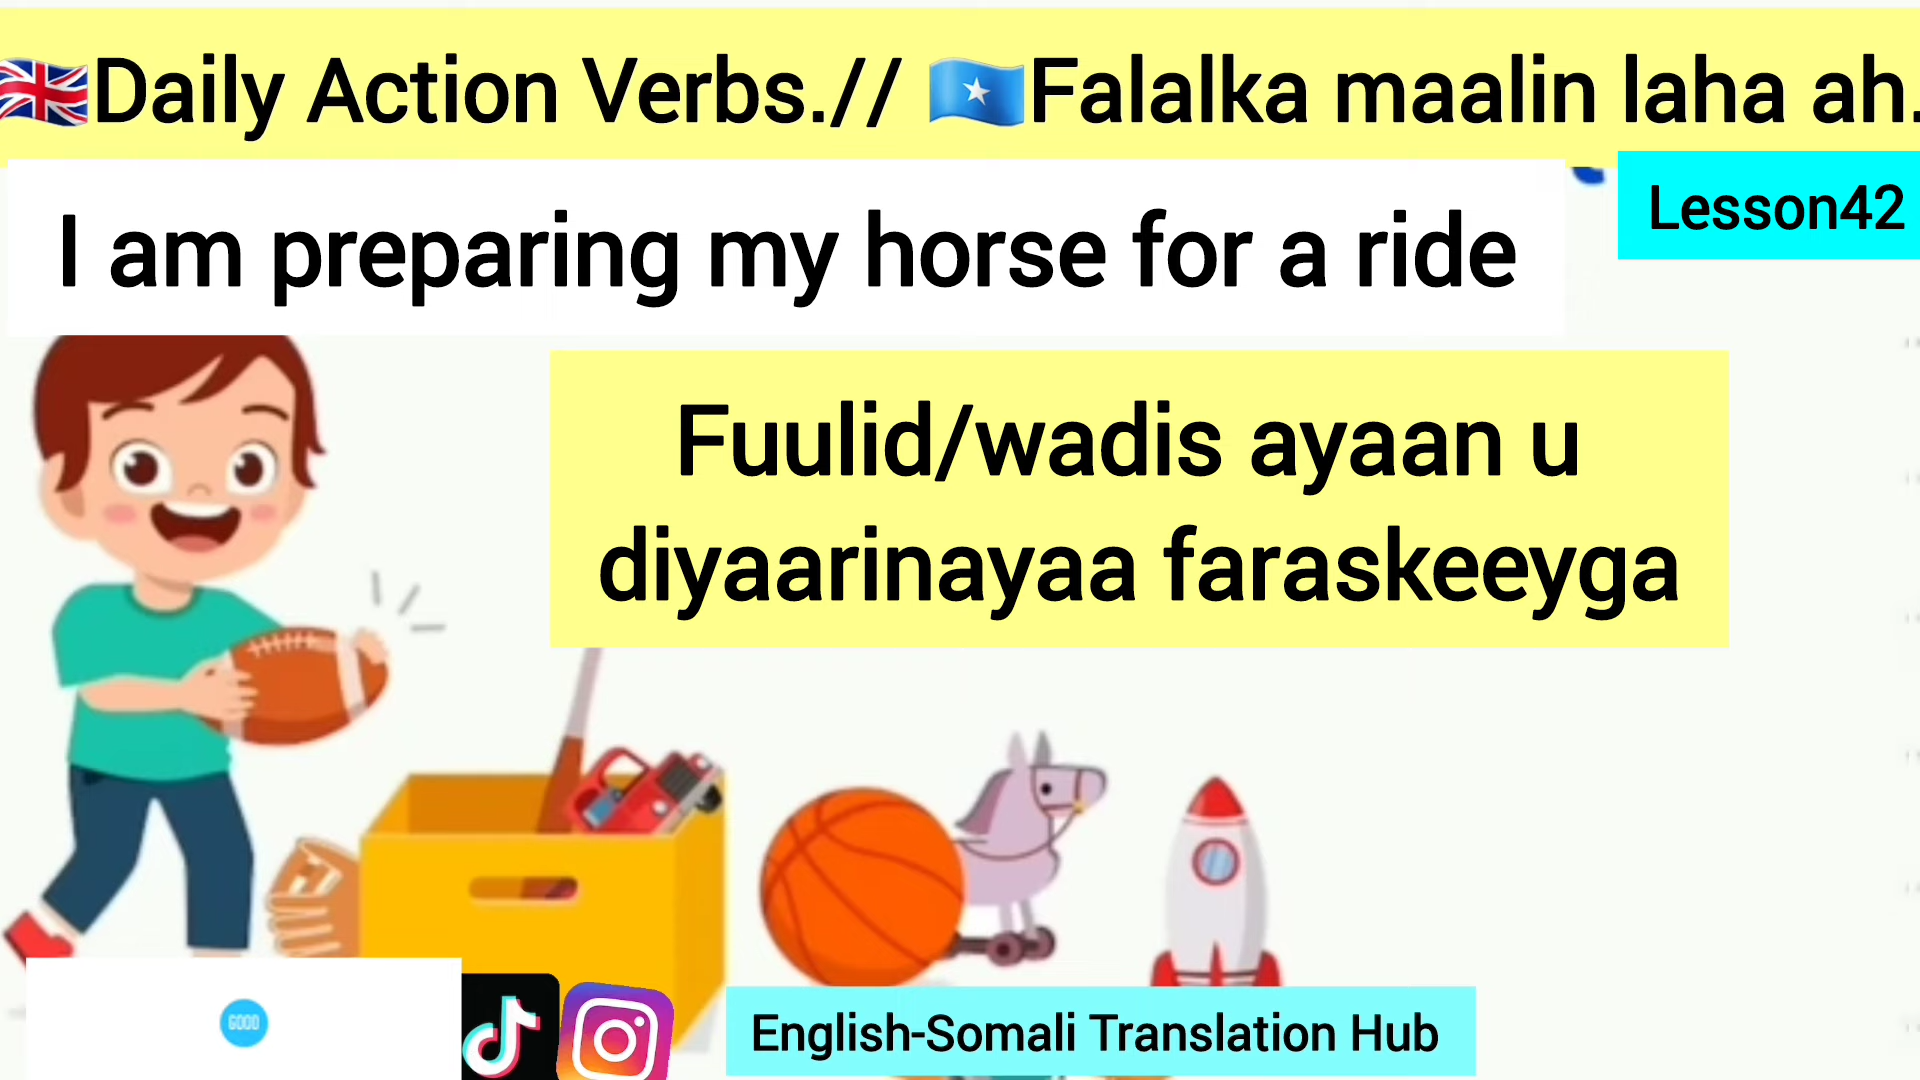 Daily Action Verbs.// Falalka maalin laha ah.
Lesson42
I am preparing my horse for a ride
Fuulid/wadis ayaan u
diyaarinayaa faraskeeyga
GOOD
English-Somali Translation Hub